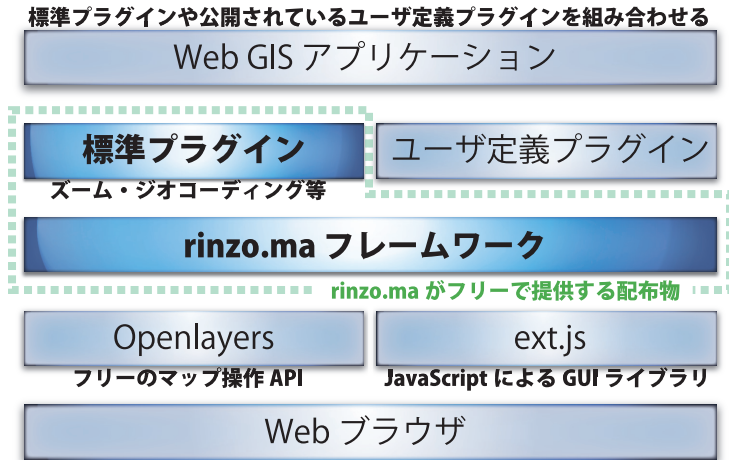 標準プラグインや公開されているユーザ定義プラグインを組み合わせる
Web GIS アプリケーション
標準プラグイン
ユーザ定義プラグイン
ズーム・ジオコーディング等
rinzo.ma フレームワーク
rinzo.ma がフリーで提供する配布物
Openlayers
ext.js
フリーのマップ操作 API
JavaScript による GUI ライブラリ
Web ブラウザ